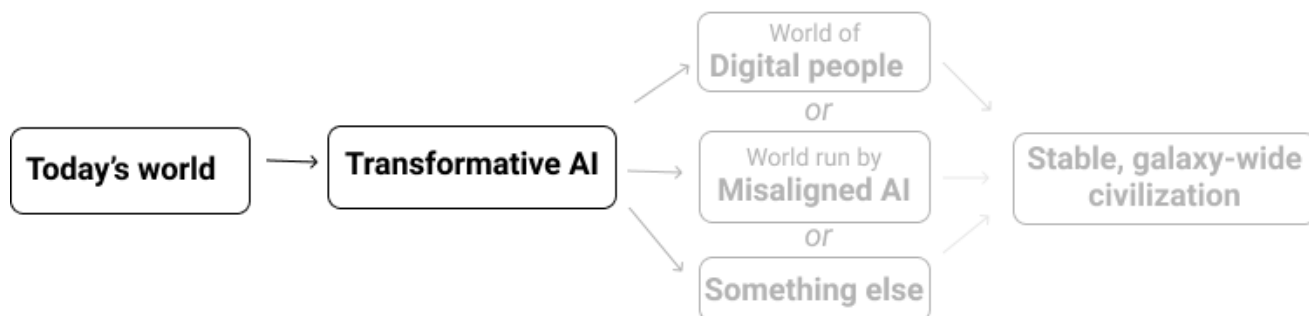 Today's world
Transformative AI
World of
Digital people
or
World run by
Misaligned AI
or
Something else
Stable, galaxy-wide
civilization